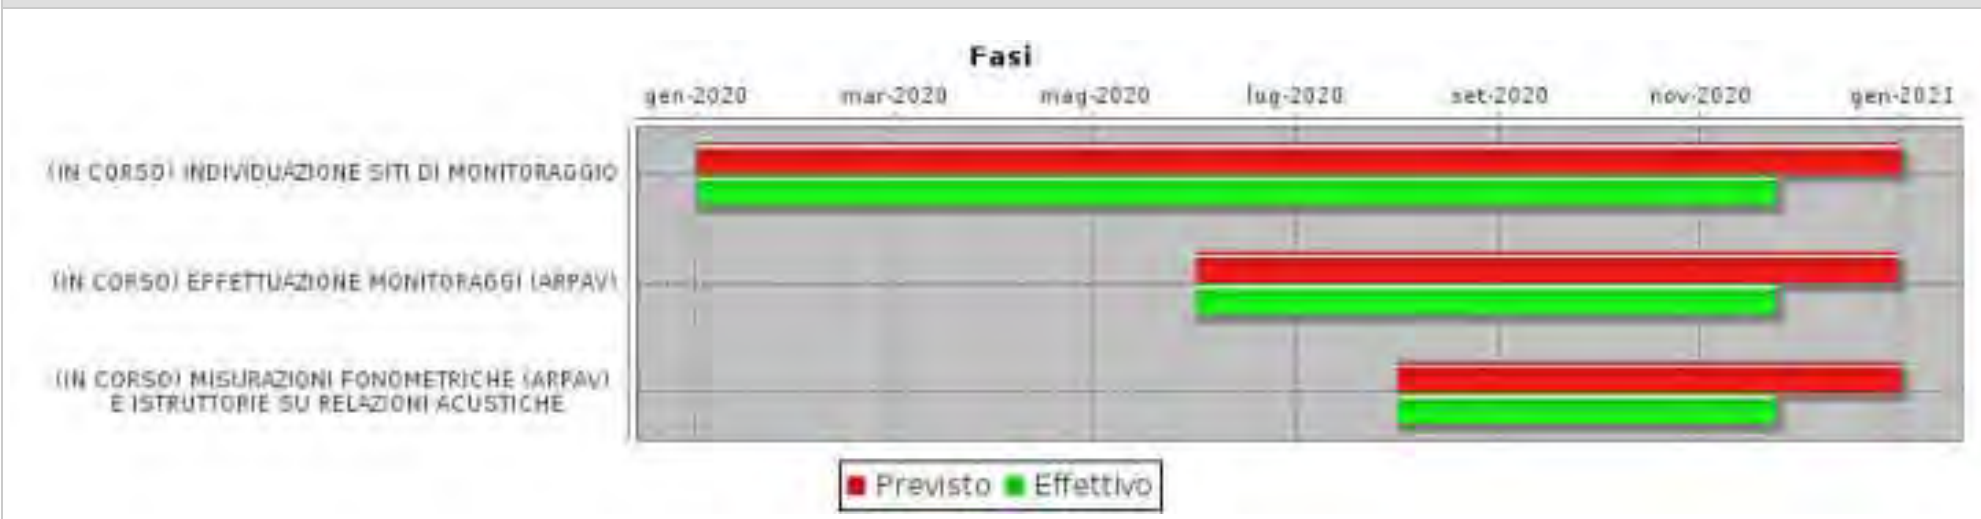 Fasi
gen-2020 mar-2020 mag-2020 lug-2020 set-2020 nov-2020 gen-2021
(IN CORSO) INDIVIDUAZIONE SITI DI MONITORAGGIO
(IN CORSO) EFFETTUAZIONE MONITORAGGI (ARPAV)
(IN CORSO) MISURAZIONI FONOMETRICHE (ARPAV)
E ISTRUTTORIE SU RELAZIONI ACUSTICHE
Previsto Effettivo